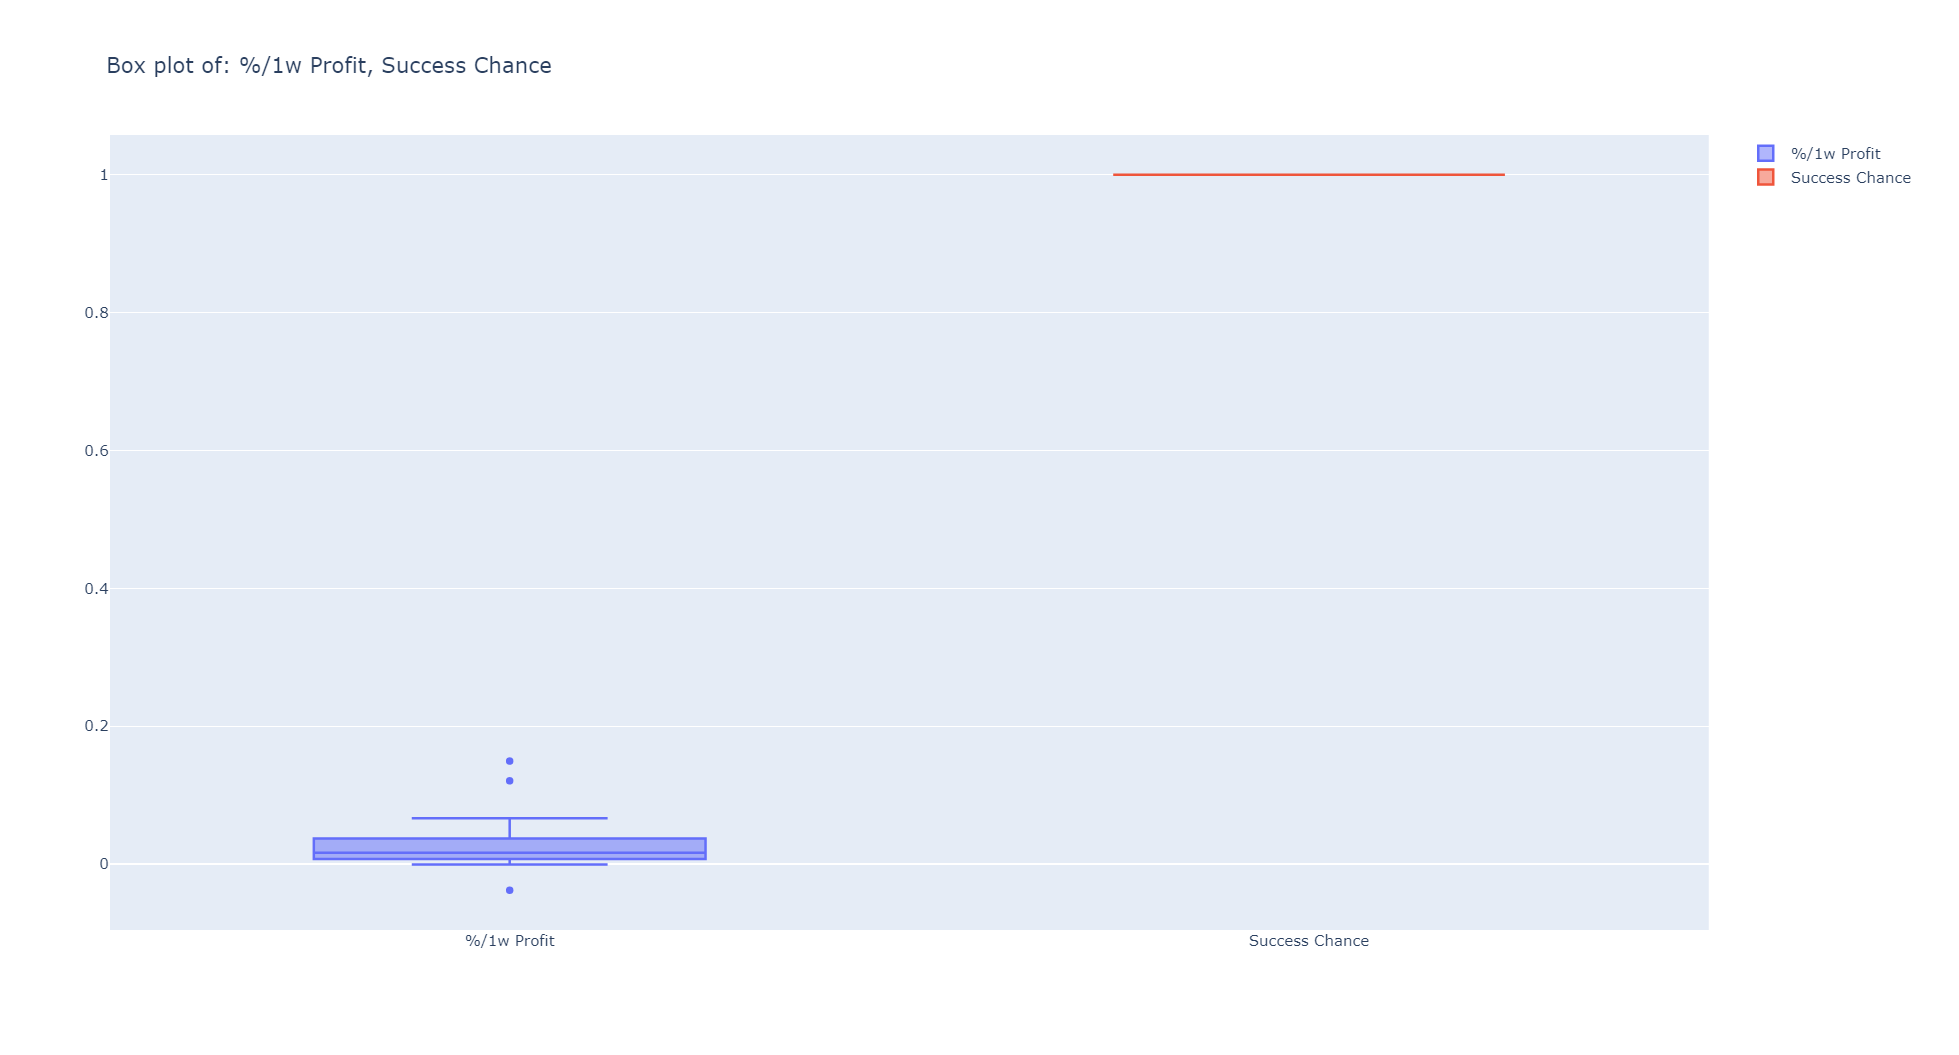 Box plot of: %/1w Profit, Success Chance
%/1w Profit
Success Chance
1
0.8
0.6
0.4
0.2
0
%/1w Profit
Success Chance